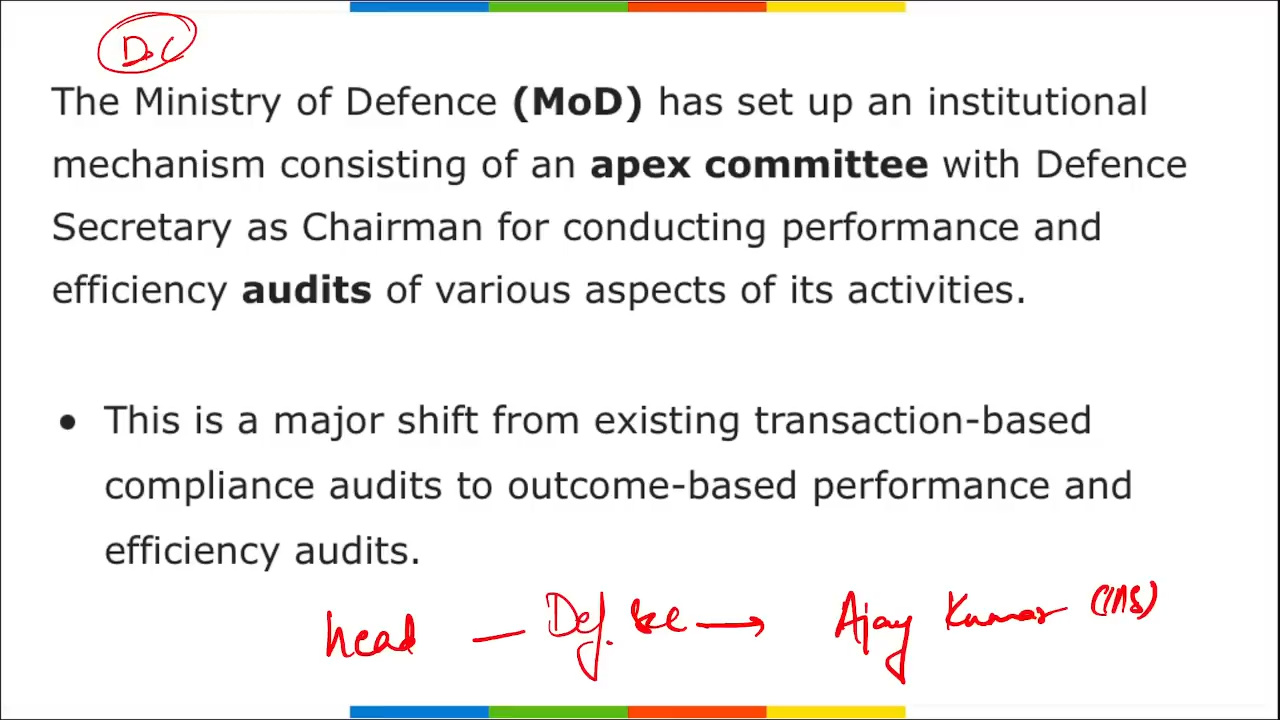 The Ministry of Defence (MoD) has set up an institutional
mechanism consisting of an apex committee with Defence
Secretary as Chairman for conducting performance and
efficiency audits of various aspects of its activities.
● This is a major shift from existing transaction-based
compliance audits to outcome-based performance and
efficiency audits.
head — Def. Sec → Ajay Kumar (IAS)